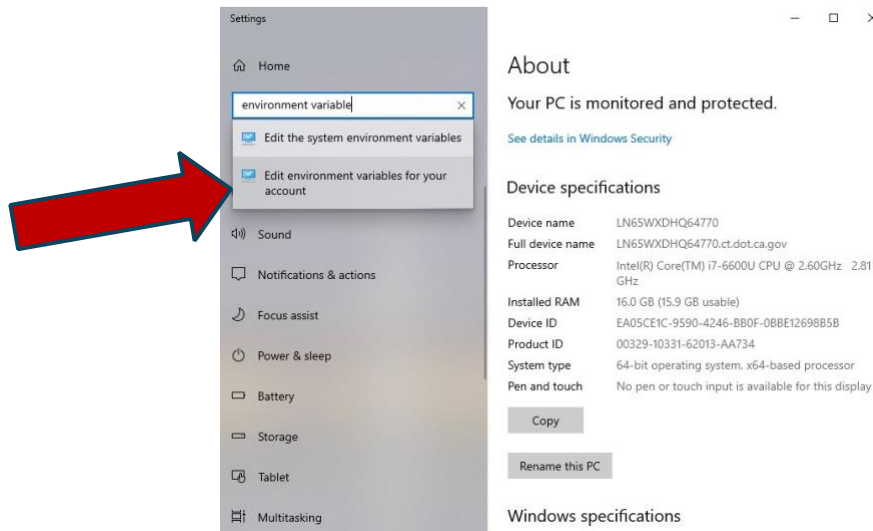 Settings
Home
environment variable
Edit the system environment variables
Edit environment variables for your
account
Sound
Notifications & actions
Focus assist
Power & sleep
Battery
Storage
Tablet
Multitasking
About
Your PC is monitored and protected.
See details in Windows Security
Device specifications
Device name LN65WXDHQ64770
Full device name LN65WXDHQ64770.ct.dot.ca.gov
Processor Intel(R) Core(TM) i7-6600U CPU @ 2.60GHz 2.81
GHz
Installed RAM 16.0 GB (15.9 GB usable)
Device ID EA05CE1C-9590-4246-BB0F-0BBE12698B5B
Product ID 00329-10331-62013-AA734
System type 64-bit operating system, x64-based processor
Pen and touch No pen or touch input is available for this display
Copy
Rename this PC
Windows specifications